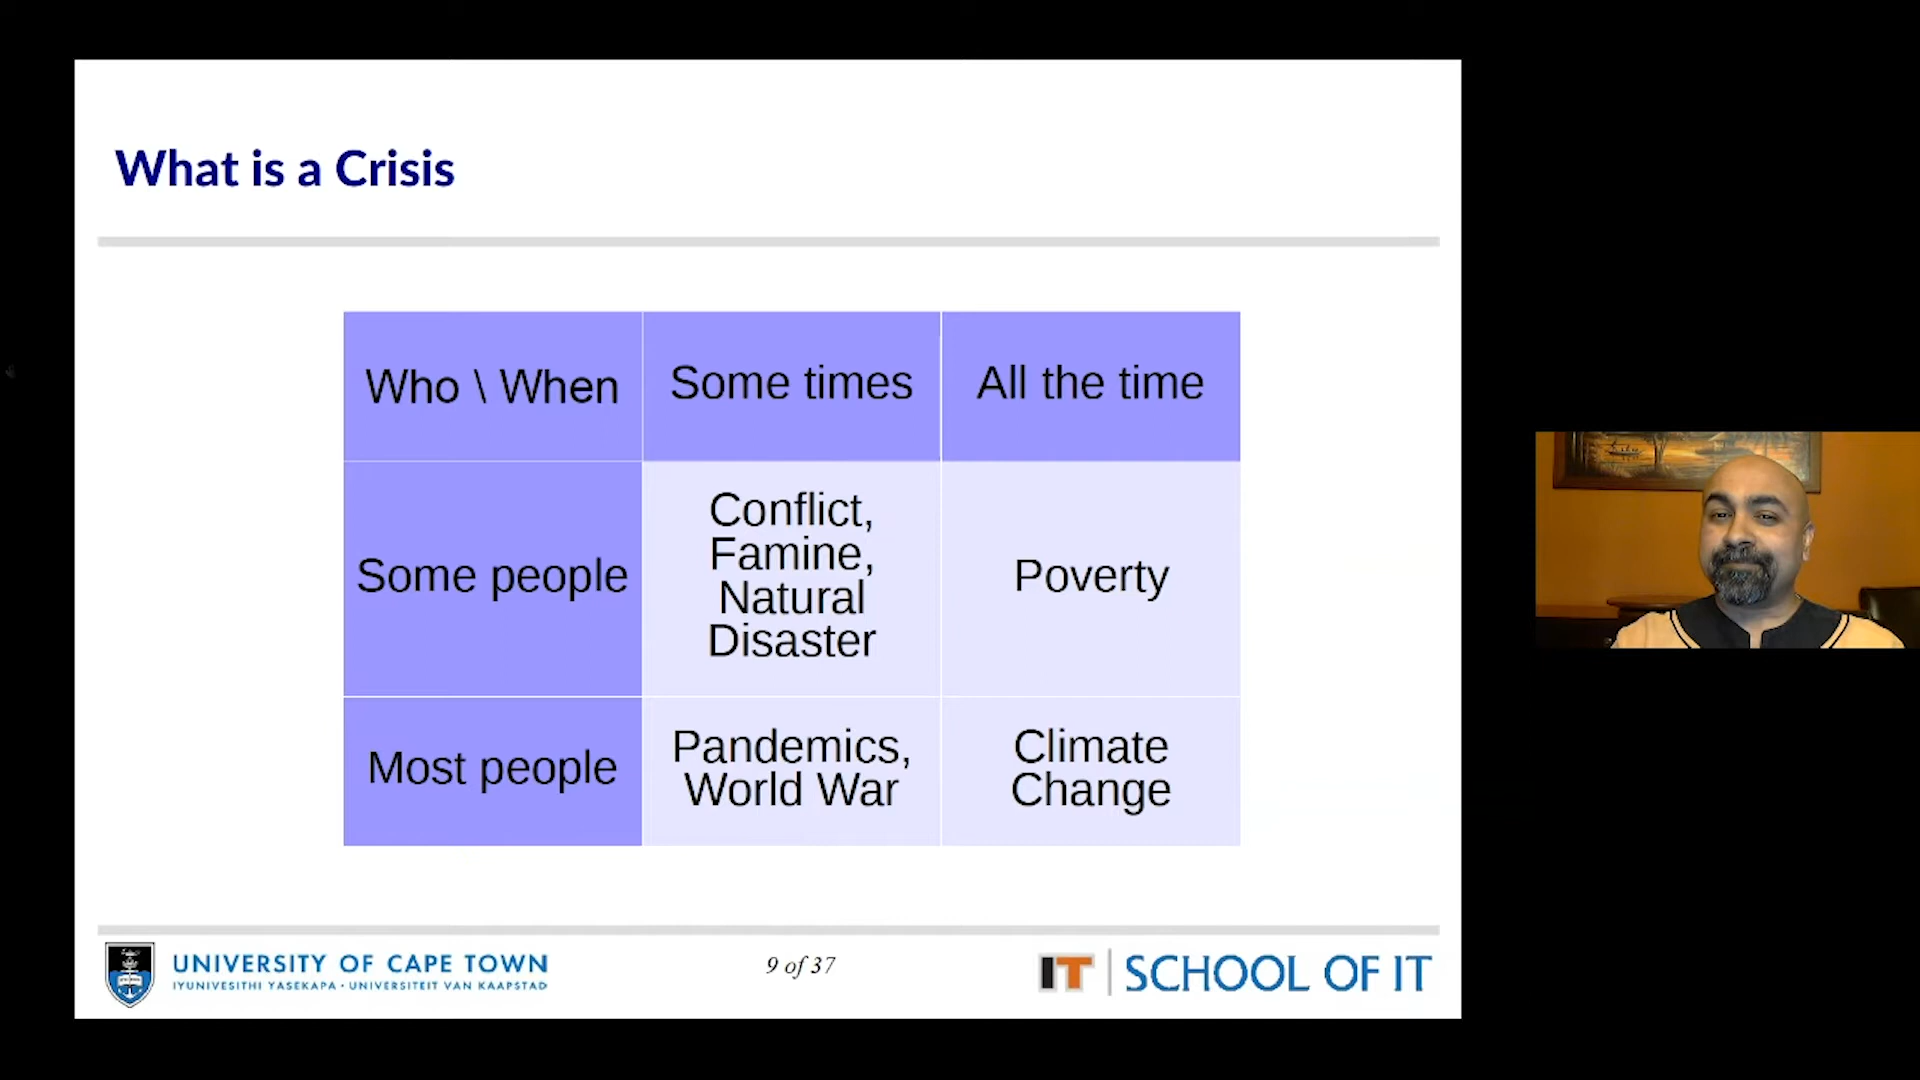 What is a Crisis
Who \ When
Some times
All the time
Some people
Conflict,
Famine,
Natural
Disaster
Poverty
Most people
Pandemics,
World War
Climate
Change
UNIVERSITY OF CAPE TOWN
IYUNIVESITHI YASEKAPA · UNIVERSITEIT VAN KAAPSTAD
9 of 37
IT
SCHOOL OF IT